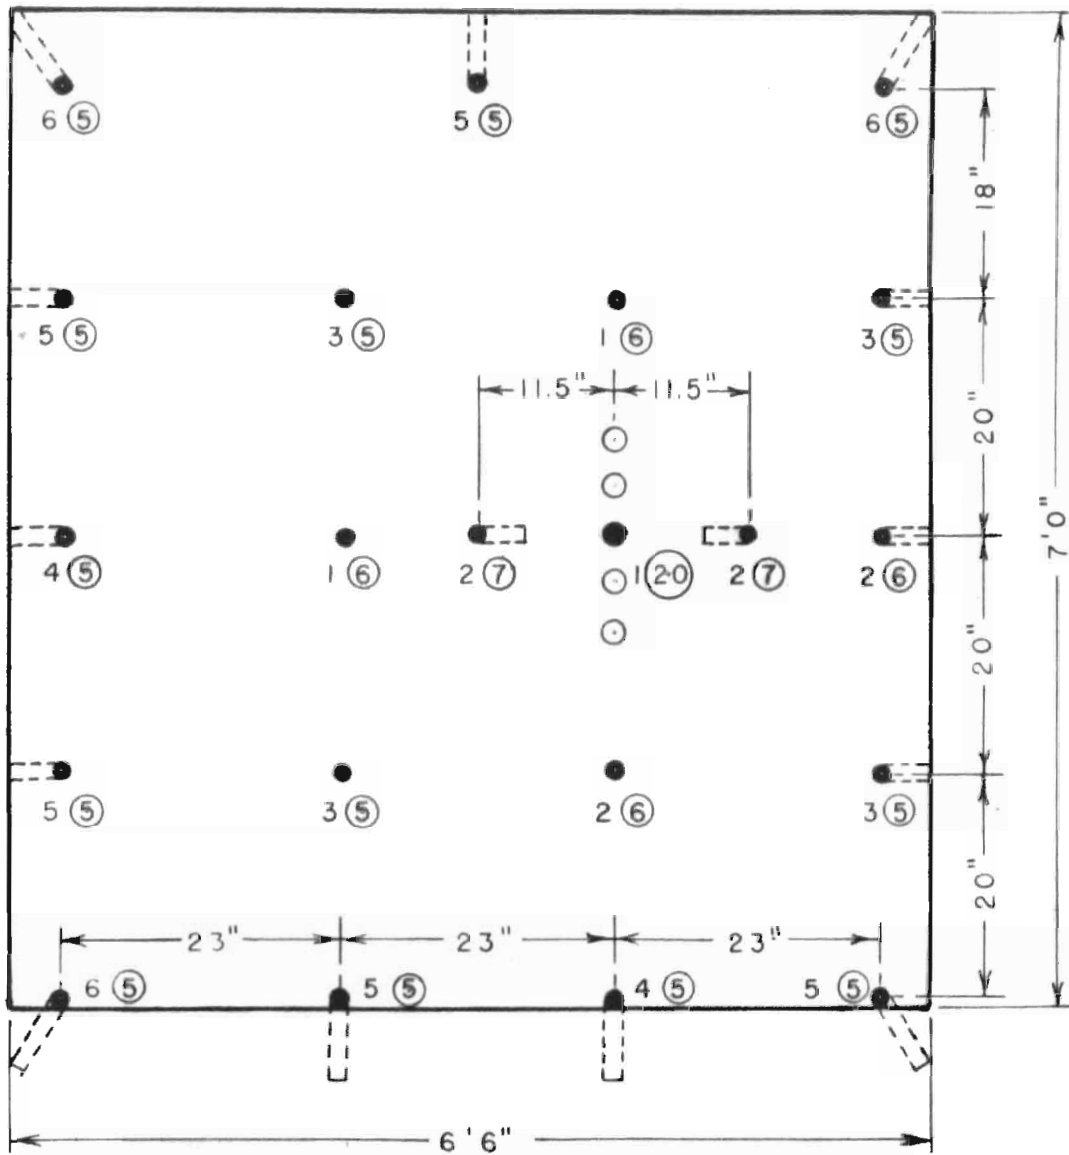 6 ⑤ 5 ⑤ 6 ⑤
18"
5 ⑤ 3 ⑤ 1 ⑥ 3 ⑤
11.5" 11.5"
20"
7'0"
4 ⑤ 1 ⑥ 2 ⑦ 1 ⑳ 2 ⑦ 2 ⑥
20"
5 ⑤ 3 ⑤ 2 ⑥ 3 ⑤
20"
23" 23" 23"
6 ⑤ 5 ⑤ 4 ⑤ 5 ⑤
6'6"